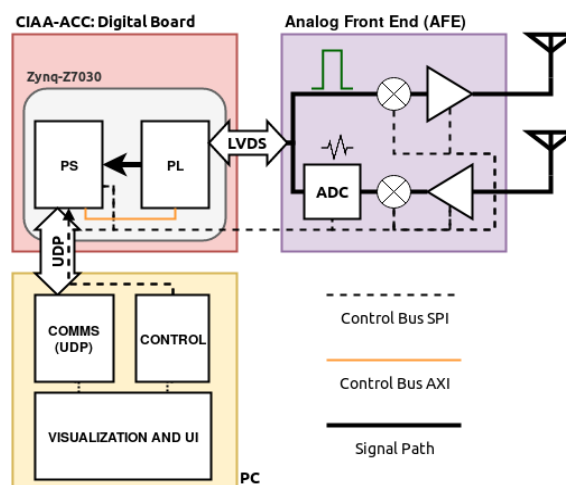 CIAA-ACC: Digital Board
Analog Front End (AFE)
Zynq-Z7030
PS
PL
LVDS
ADC
UDP
COMMS
(UDP)
CONTROL
VISUALIZATION AND UI
PC
Control Bus SPI
Control Bus AXI
Signal Path